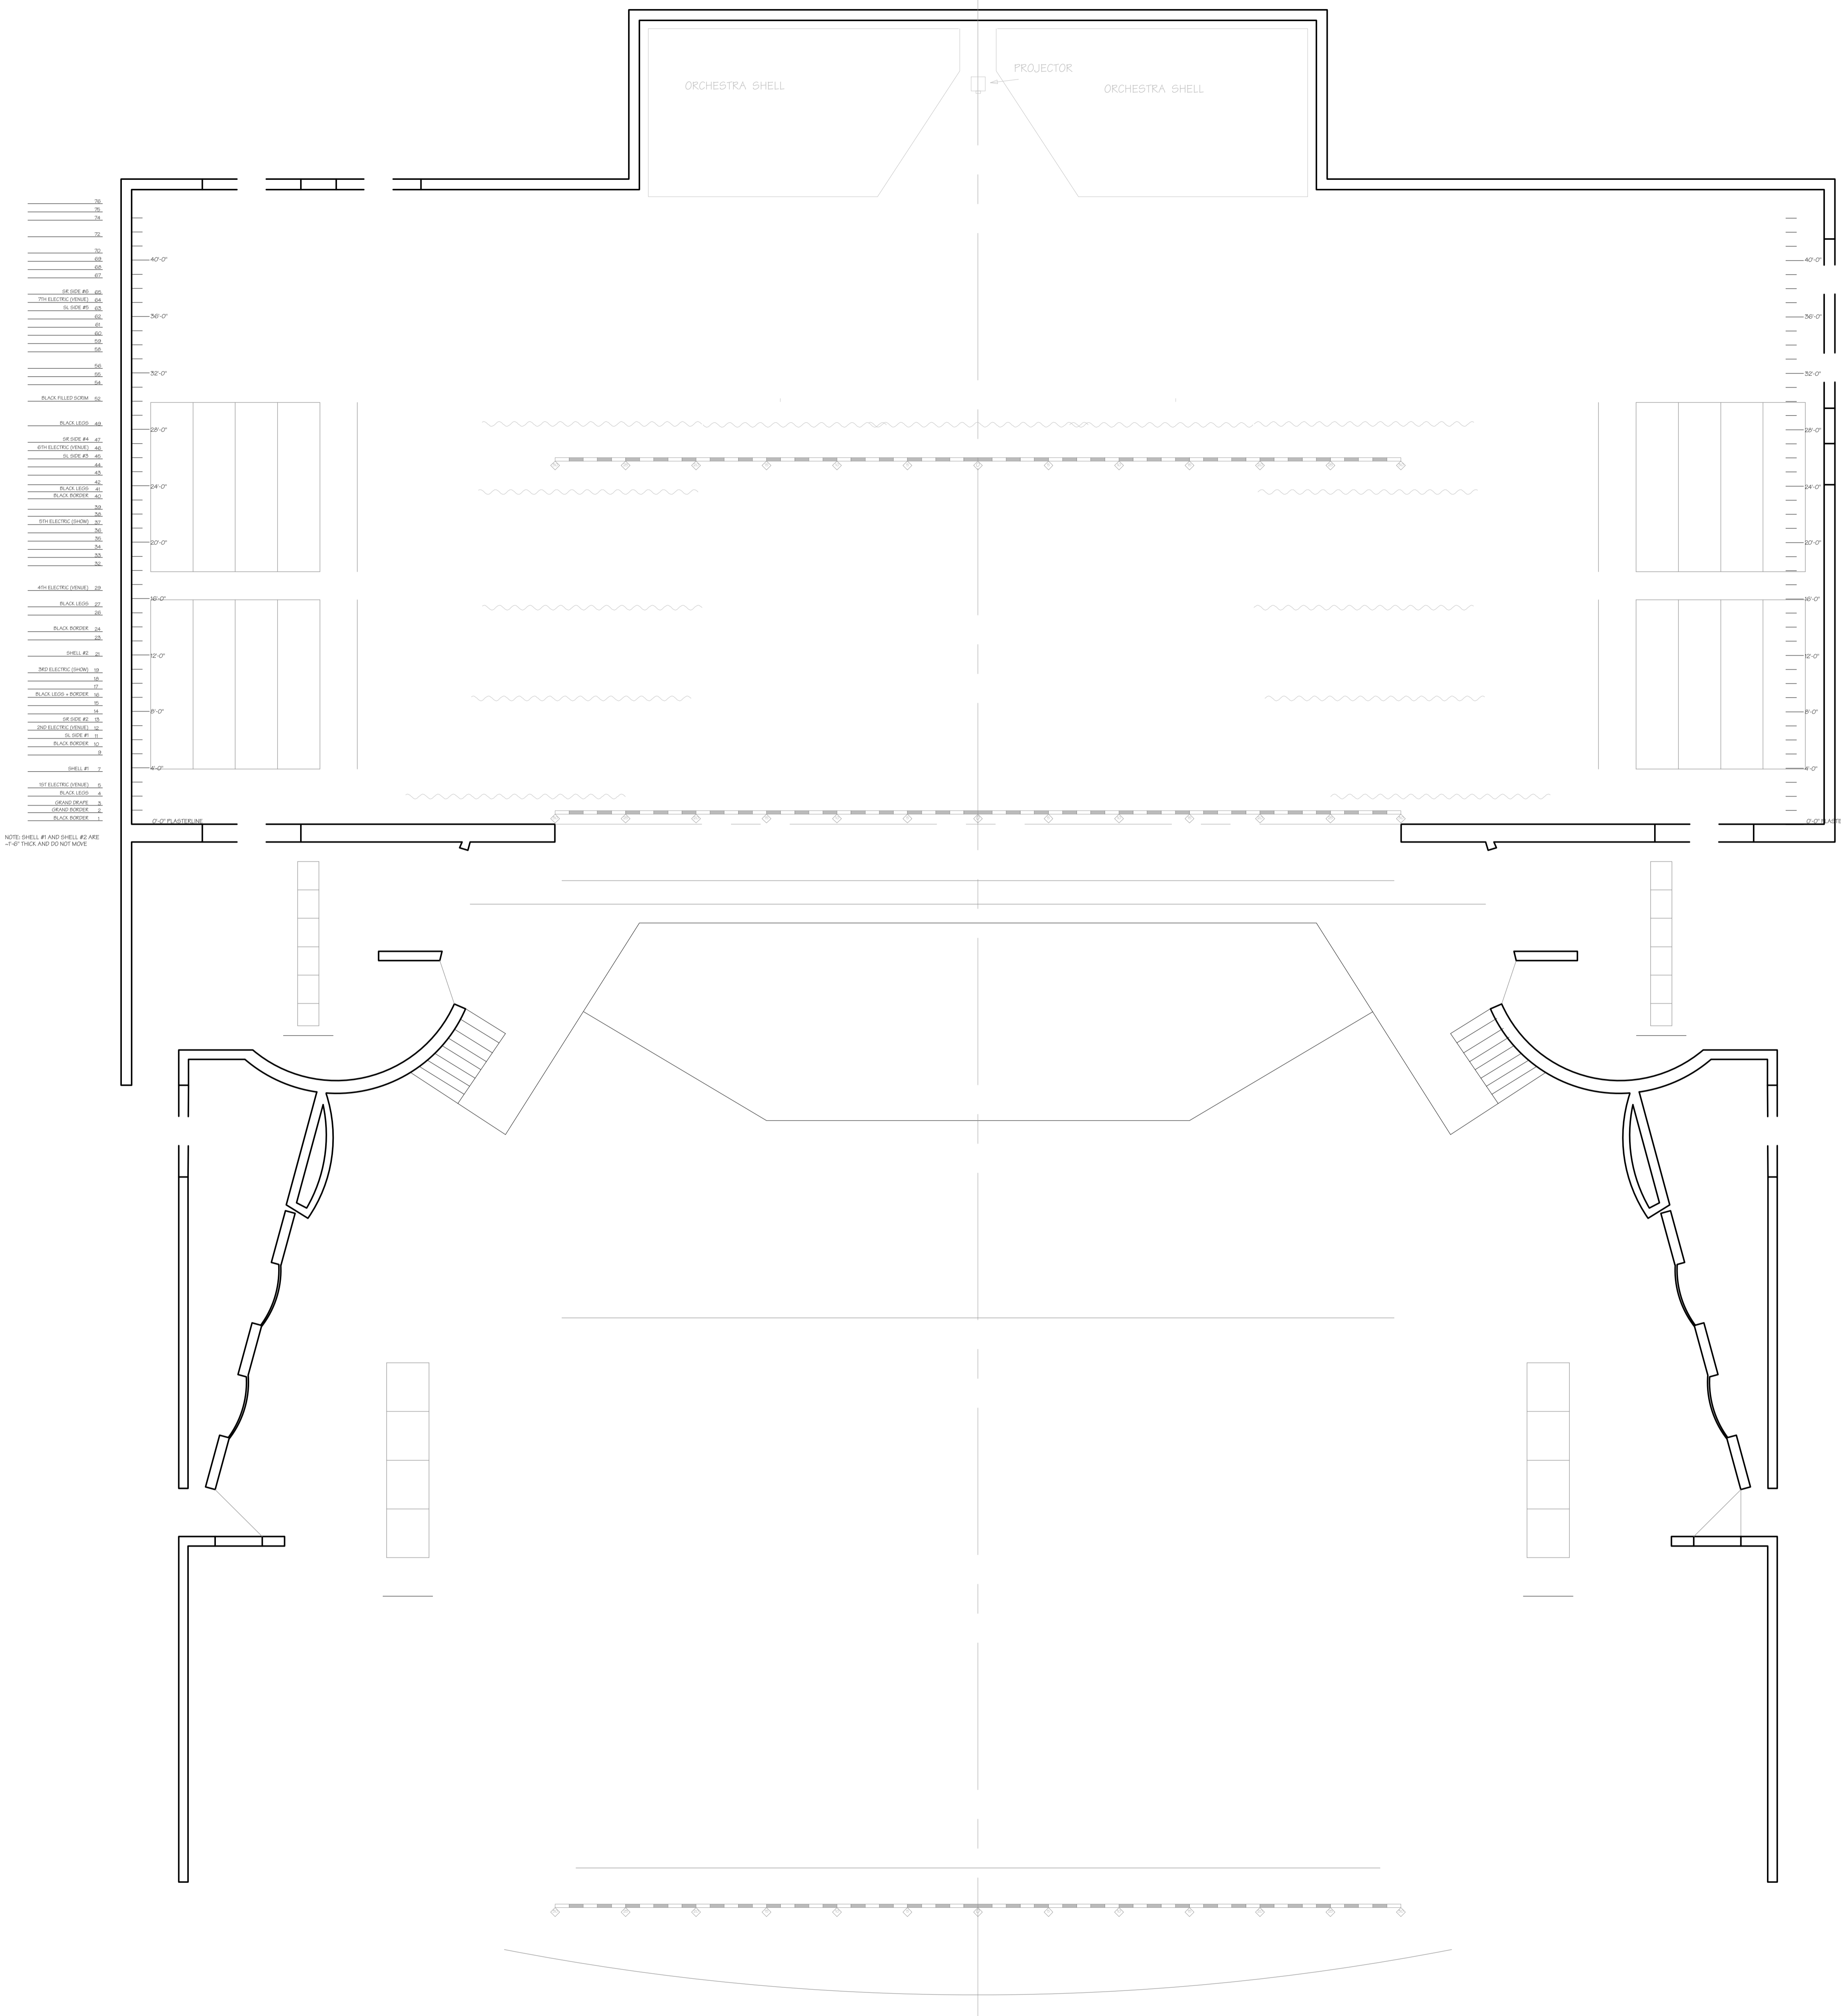 PROJECTOR
ORCHESTRA SHELL
ORCHESTRA SHELL
76
75
74
72
70
69
68
67
SR SIDE #6 65
7TH ELECTRIC (VENUE) 64
SL SIDE #5 63
62
61
60
59
58
56
55
54
BLACK FILLED SCRIM 52
BLACK LEGS 49
SR SIDE #4 47
6TH ELECTRIC (VENUE) 46
SL SIDE #3 45
44
43
42
BLACK LEGS 41
BLACK BORDER 40
39
38
5TH ELECTRIC (SHOW) 37
36
35
34
33
32
4TH ELECTRIC (VENUE) 29
BLACK LEGS 27
26
BLACK BORDER 24
23
SHELL #2 21
3RD ELECTRIC (SHOW) 19
18
17
BLACK LEGS + BORDER 16
15
14
SR SIDE #2 13
2ND ELECTRIC (VENUE) 12
SL SIDE #1 11
BLACK BORDER 10
9
SHELL #1 7
1ST ELECTRIC (VENUE) 5
BLACK LEGS 4
GRAND DRAPE 3
GRAND BORDER 2
BLACK BORDER 1
NOTE: SHELL #1 AND SHELL #2 ARE
~1'-6" THICK AND DO NOT MOVE
40'-0"
36'-0"
32'-0"
28'-0"
24'-0"
20'-0"
16'-0"
12'-0"
8'-0"
4'-0"
0'-0" PLASTERLINE
40'-0"
36'-0"
32'-0"
28'-0"
24'-0"
20'-0"
16'-0"
12'-0"
8'-0"
4'-0"
0'-0" PLASTE